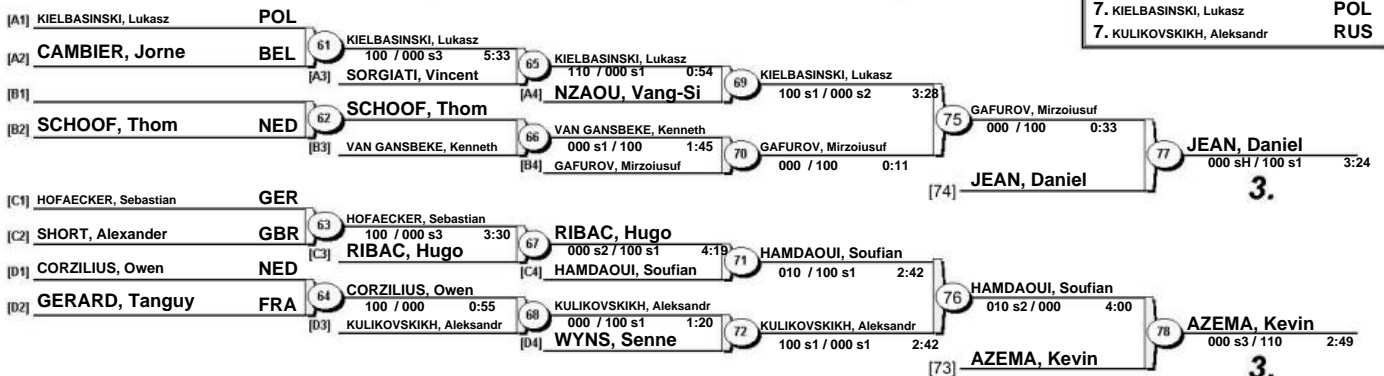 7. KIELBASINSKI, Lukasz POL
7. KULIKOVSKIKH, Aleksandr RUS
[A1] KIELBASINSKI, Lukasz POL
[A2] CAMBIER, Jorne BEL
61
KIELBASINSKI, Lukasz
100 / 000 s3 5:33
[A3] SORGIATI, Vincent
65
KIELBASINSKI, Lukasz
110 / 000 s1 0:54
[A4] NZAOU, Vang-Si
69
KIELBASINSKI, Lukasz
100 s1 / 000 s2 3:28
[B1]
[B2] SCHOOF, Thom NED
62
SCHOOF, Thom
[B3] VAN GANSBEKE, Kenneth
66
VAN GANSBEKE, Kenneth
000 s1 / 100 1:45
[B4] GAFUROV, Mirzoiusuf
70
GAFUROV, Mirzoiusuf
000 / 100 0:11
75
GAFUROV, Mirzoiusuf
000 / 100 0:33
[74] JEAN, Daniel
77
JEAN, Daniel
000 sH / 100 s1 3:24
3.
[C1] HOFAECKER, Sebastian GER
[C2] SHORT, Alexander GBR
63
HOFAECKER, Sebastian
100 / 000 s3 3:30
[C3] RIBAC, Hugo
67
RIBAC, Hugo
000 s2 / 100 s1 4:19
[C4] HAMDAOUI, Soufian
71
HAMDAOUI, Soufian
010 / 100 s1 2:42
[D1] CORZILIUS, Owen NED
[D2] GERARD, Tanguy FRA
64
CORZILIUS, Owen
100 / 000 0:55
[D3] KULIKOVSKIKH, Aleksandr
68
KULIKOVSKIKH, Aleksandr
000 / 100 s1 1:20
[D4] WYNS, Senne
72
KULIKOVSKIKH, Aleksandr
100 s1 / 000 s1 2:42
76
HAMDAOUI, Soufian
010 s2 / 000 4:00
[73] AZEMA, Kevin
78
AZEMA, Kevin
000 s3 / 110 2:49
3.